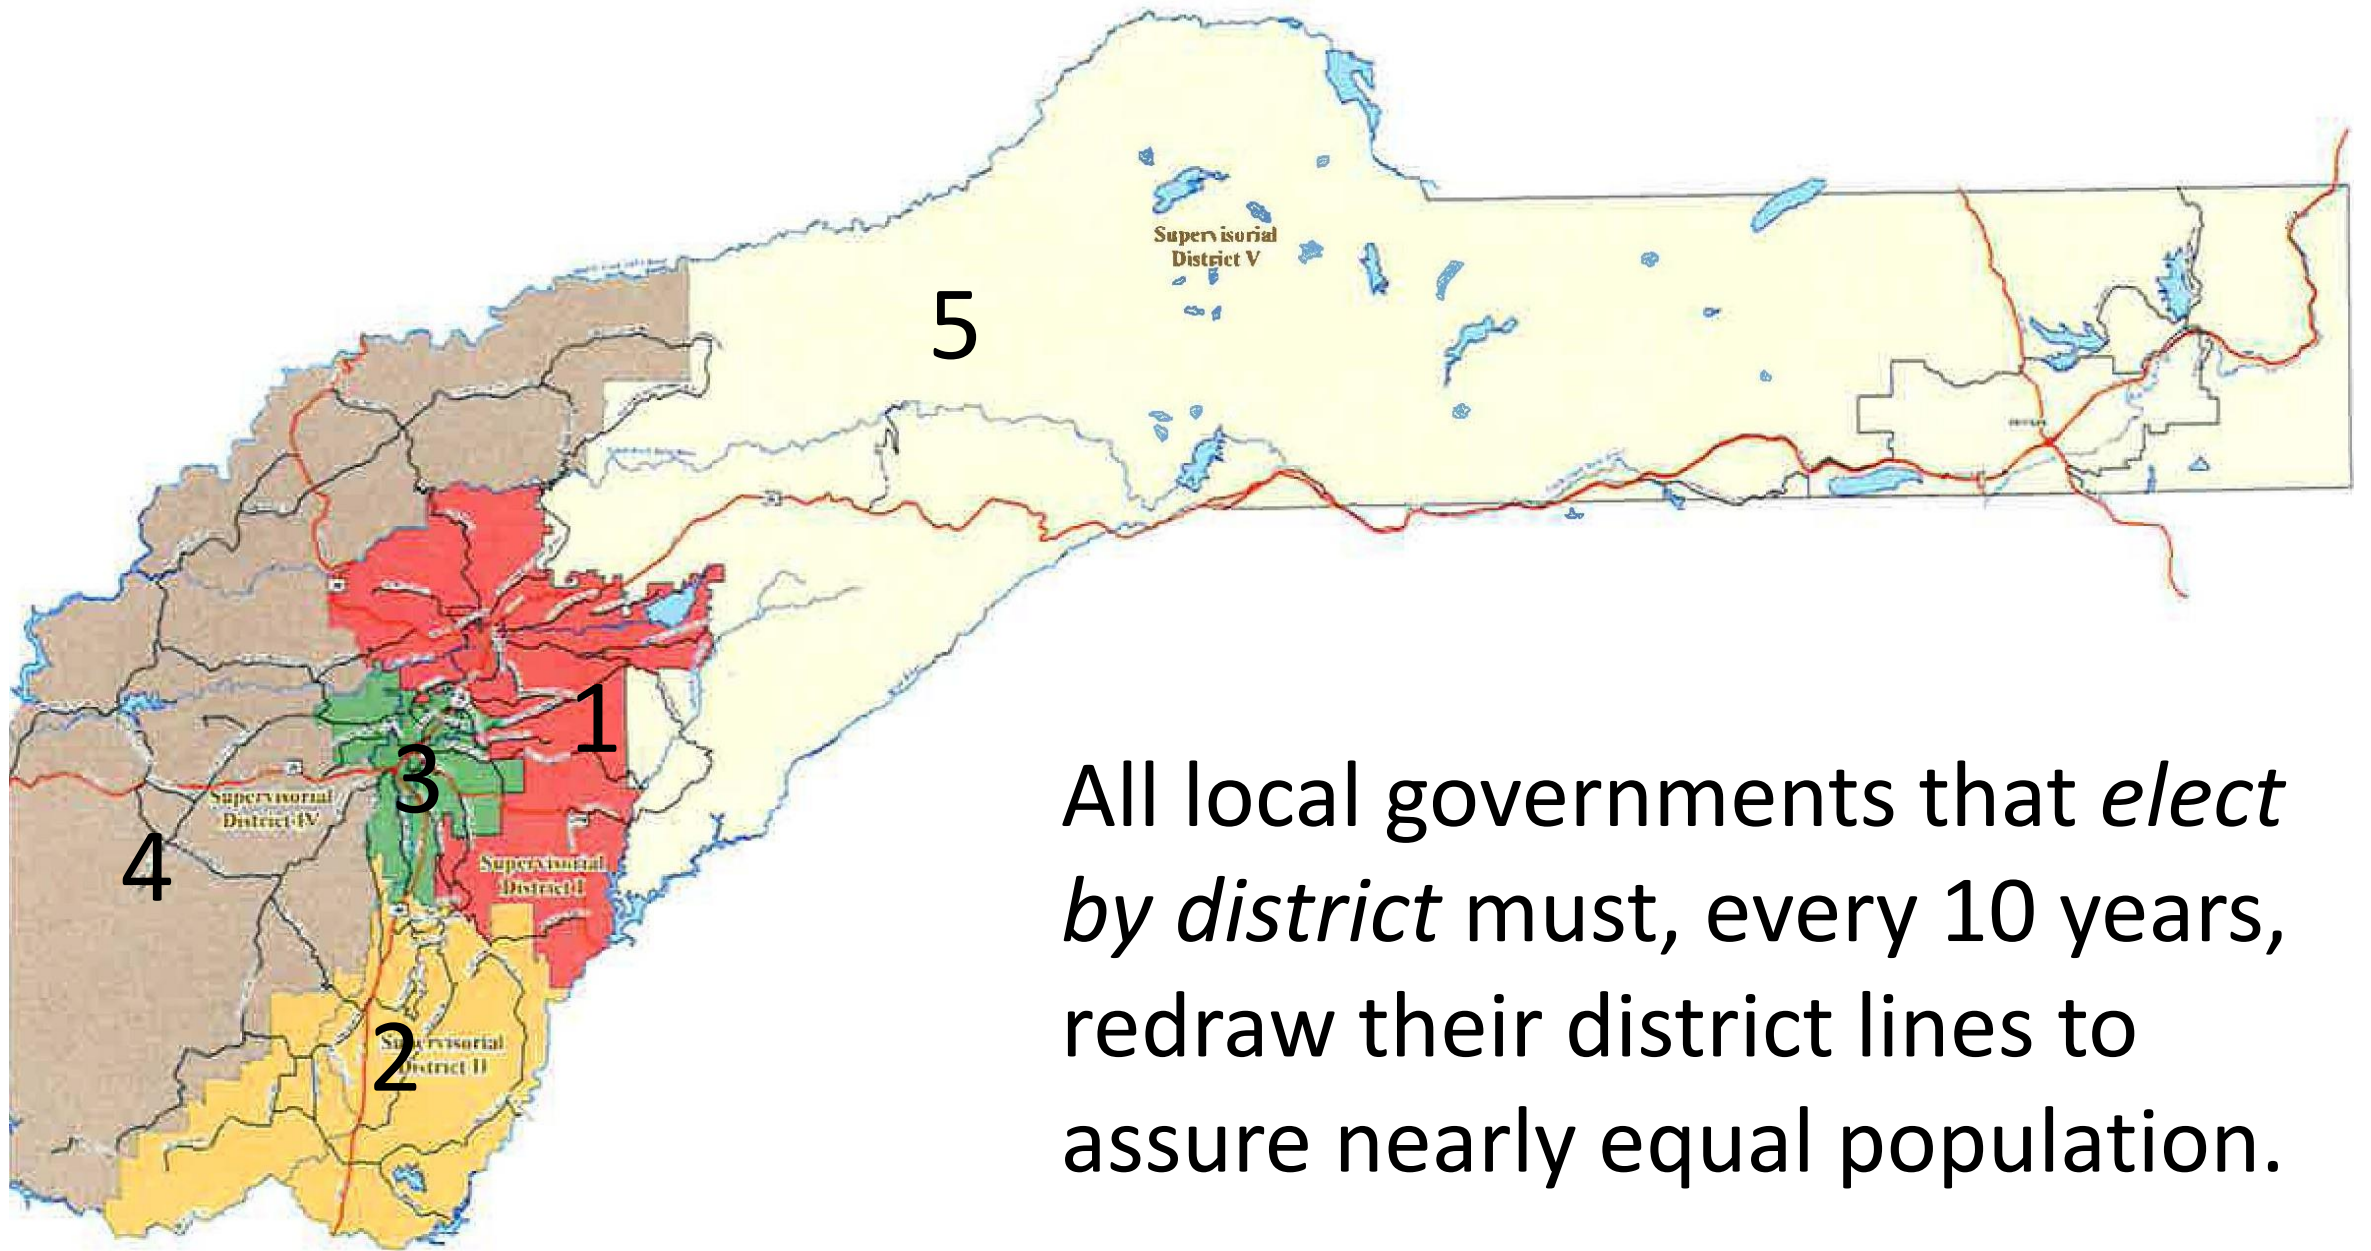 Supervisorial
District V
5
1
3
Supervisorial
District IV
4
Supervisorial
District I
2
Supervisorial
District II
All local governments that elect
by district must, every 10 years,
redraw their district lines to
assure nearly equal population.